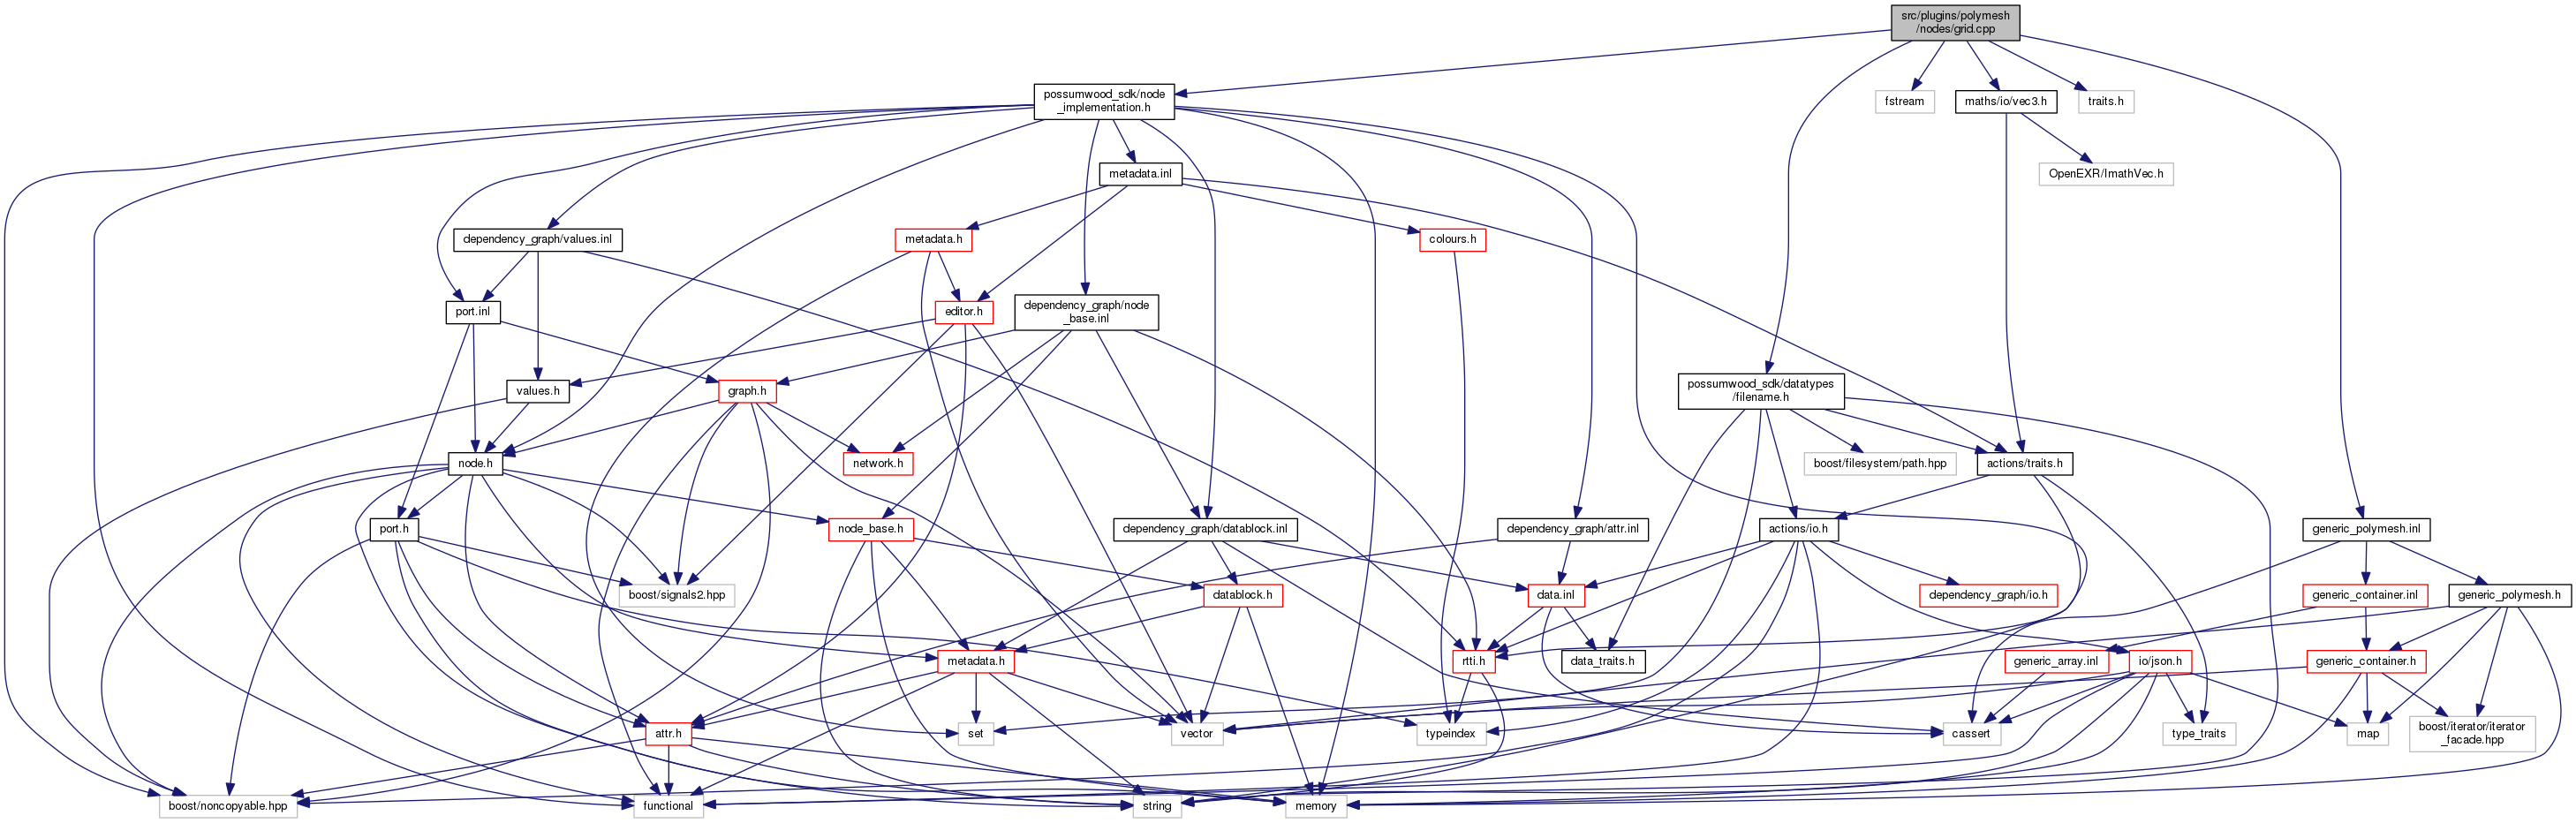 src/plugins/polymesh
/nodes/grid.cpp
possumwood_sdk/node
_implementation.h
fstream
maths/io/vec3.h
traits.h
metadata.inl
OpenEXR/ImathVec.h
dependency_graph/values.inl
metadata.h
colours.h
port.inl
editor.h
dependency_graph/node
_base.inl
values.h
graph.h
possumwood_sdk/datatypes
/filename.h
node.h
network.h
boost/filesystem/path.hpp
actions/traits.h
port.h
node_base.h
dependency_graph/datablock.inl
dependency_graph/attr.inl
actions/io.h
generic_polymesh.inl
boost/signals2.hpp
datablock.h
data.inl
dependency_graph/io.h
generic_container.inl
generic_polymesh.h
metadata.h
rtti.h
data_traits.h
generic_array.inl
io/json.h
generic_container.h
attr.h
set
vector
typeindex
cassert
type_traits
map
boost/iterator/iterator
_facade.hpp
boost/noncopyable.hpp
functional
string
memory